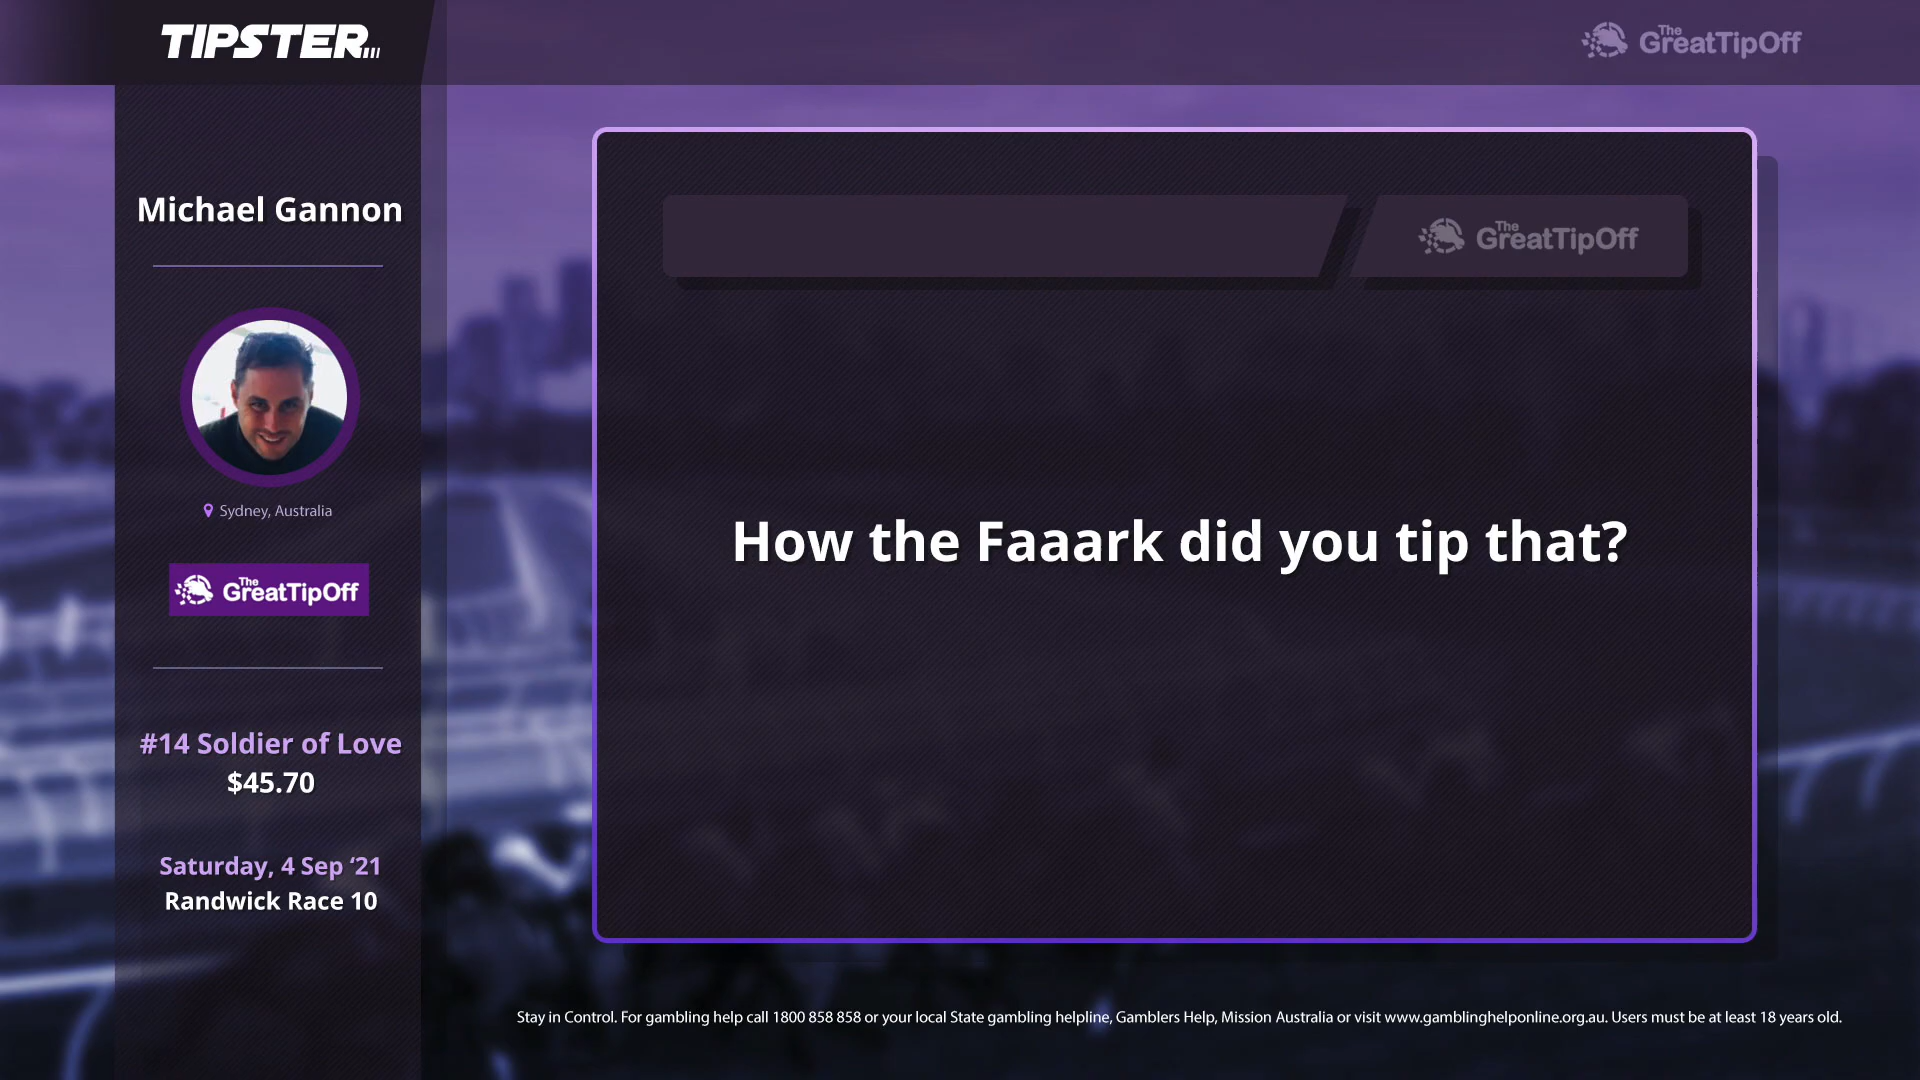 TIPSTER
The GreatTipOff
Michael Gannon
Sydney, Australia
The GreatTipOff
#14 Soldier of Love
$45.70
Saturday, 4 Sep ‘21
Randwick Race 10
The GreatTipOff
How the Faaark did you tip that?
Stay in Control. For gambling help call 1800 858 858 or your local State gambling helpline, Gamblers Help, Mission Australia or visit www.gamblinghelponline.org.au. Users must be at least 18 years old.